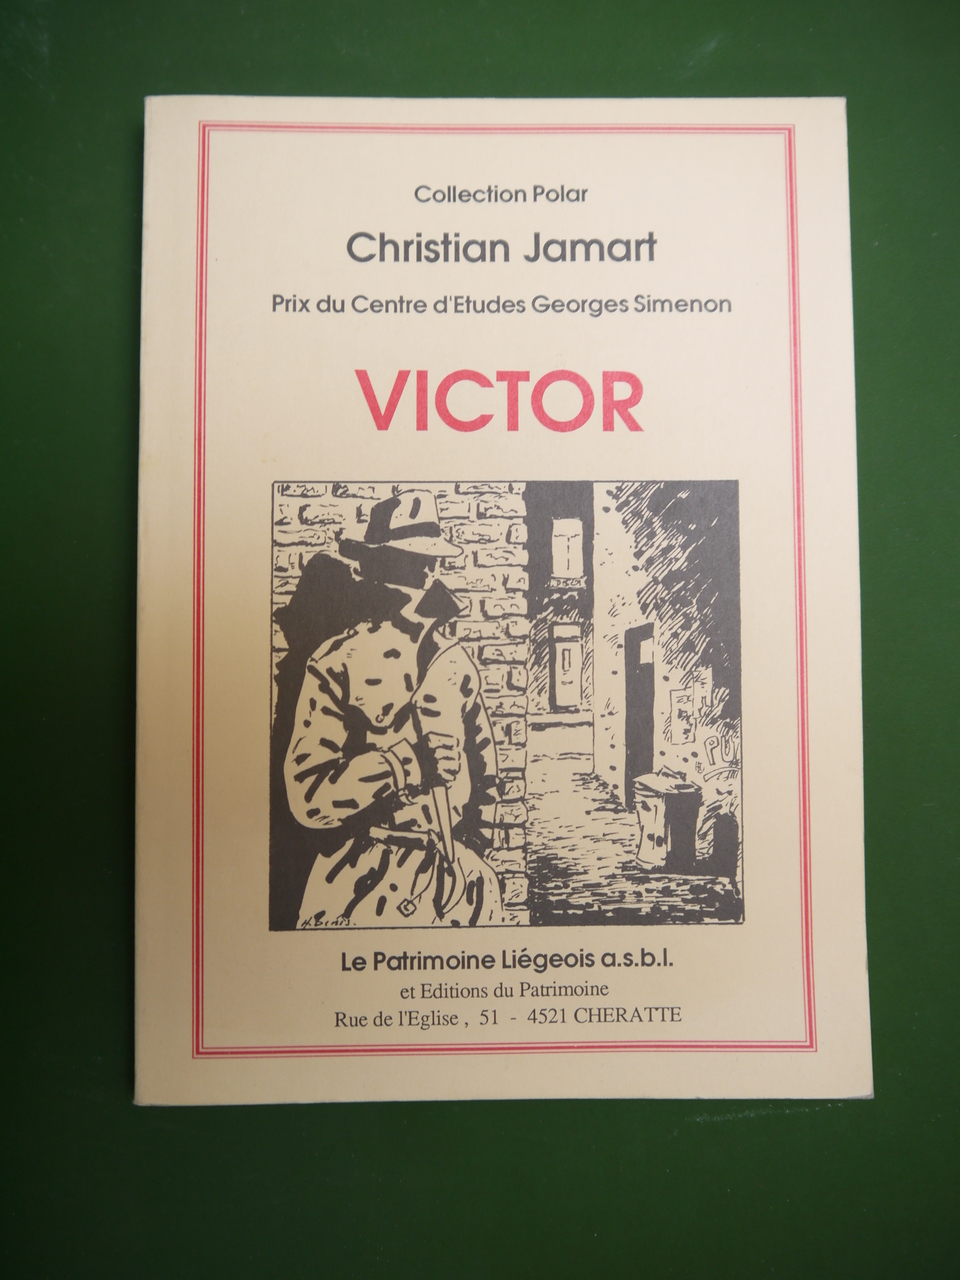 Collection Polar
Christian Jamart
Prix du Centre d'Etudes Georges Simenon
VICTOR
H. Denis.
Le Patrimoine Liégeois a.s.b.l.
et Editions du Patrimoine
Rue de l'Eglise , 51 - 4521 CHERATTE